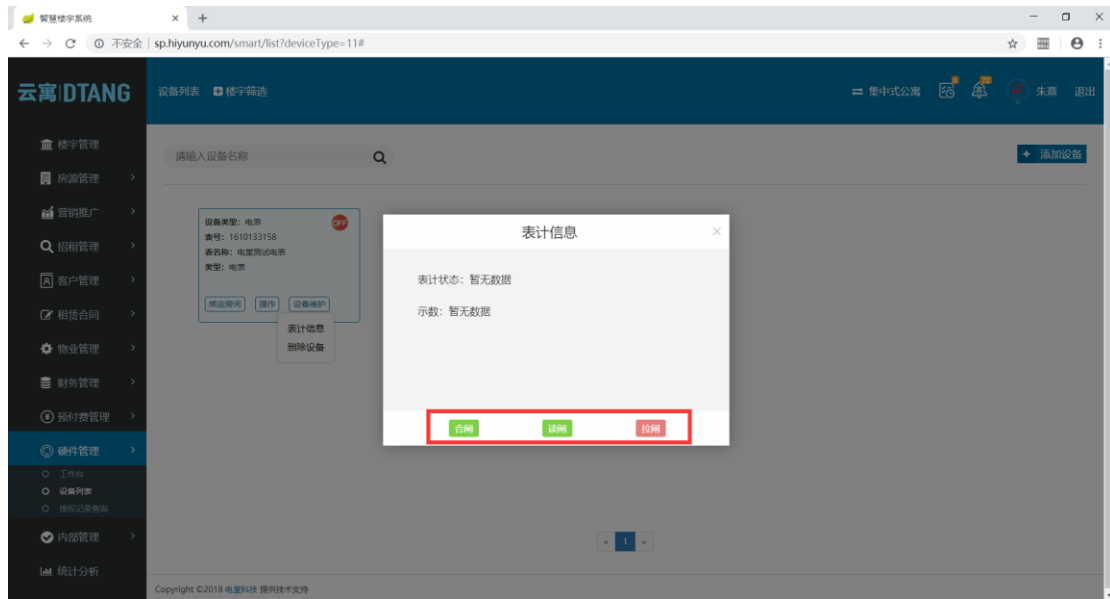 智慧楼宇系统
不安全 | sp.hiyunyu.com/smart/list?deviceType=11#
云寓|DTANG
设备列表 楼宇筛选
集中式公寓
朱熹 退出
楼宇管理
房源管理
营销推广
招租管理
客户管理
租赁合同
物业管理
财务管理
预付费管理
硬件管理
工作台
设备列表
授权记录查询
内部管理
统计分析
请输入设备名称
+ 添加设备
设备类型：电表
OFF
表号：1610133158
表名称：电堂测试电表
类型：电表
绑定房间 操作 设备维护
表计信息
删除设备
表计信息
表计状态：暂无数据
示数：暂无数据
合闸 读闸 拉闸
« 1 »
Copyright ©2018 电堂科技 提供技术支持